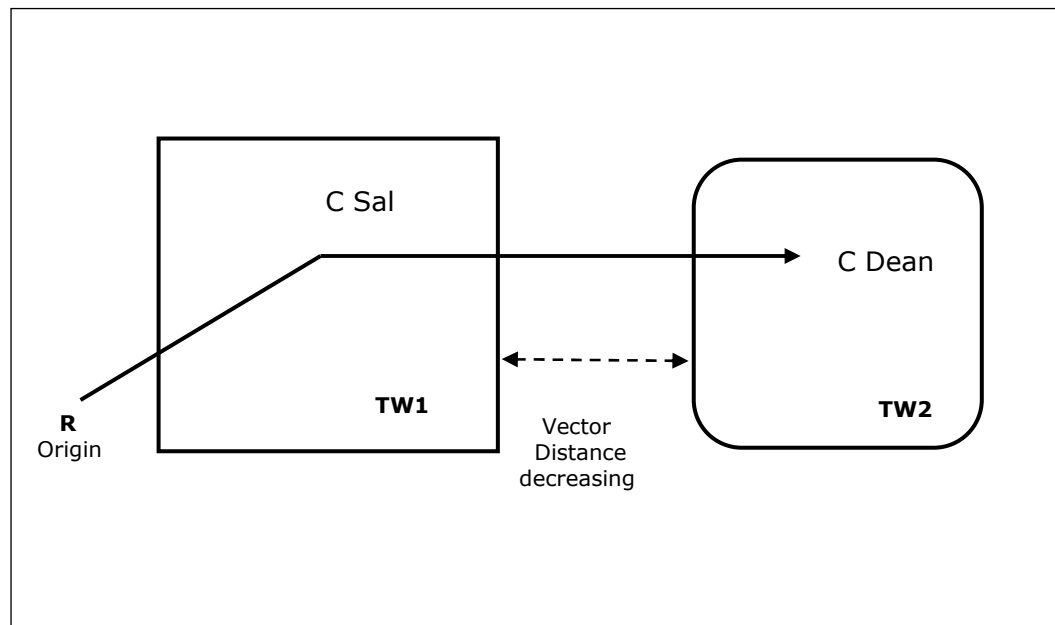 C Sal
C Dean
TW1
TW2
R
Origin
Vector
Distance
decreasing